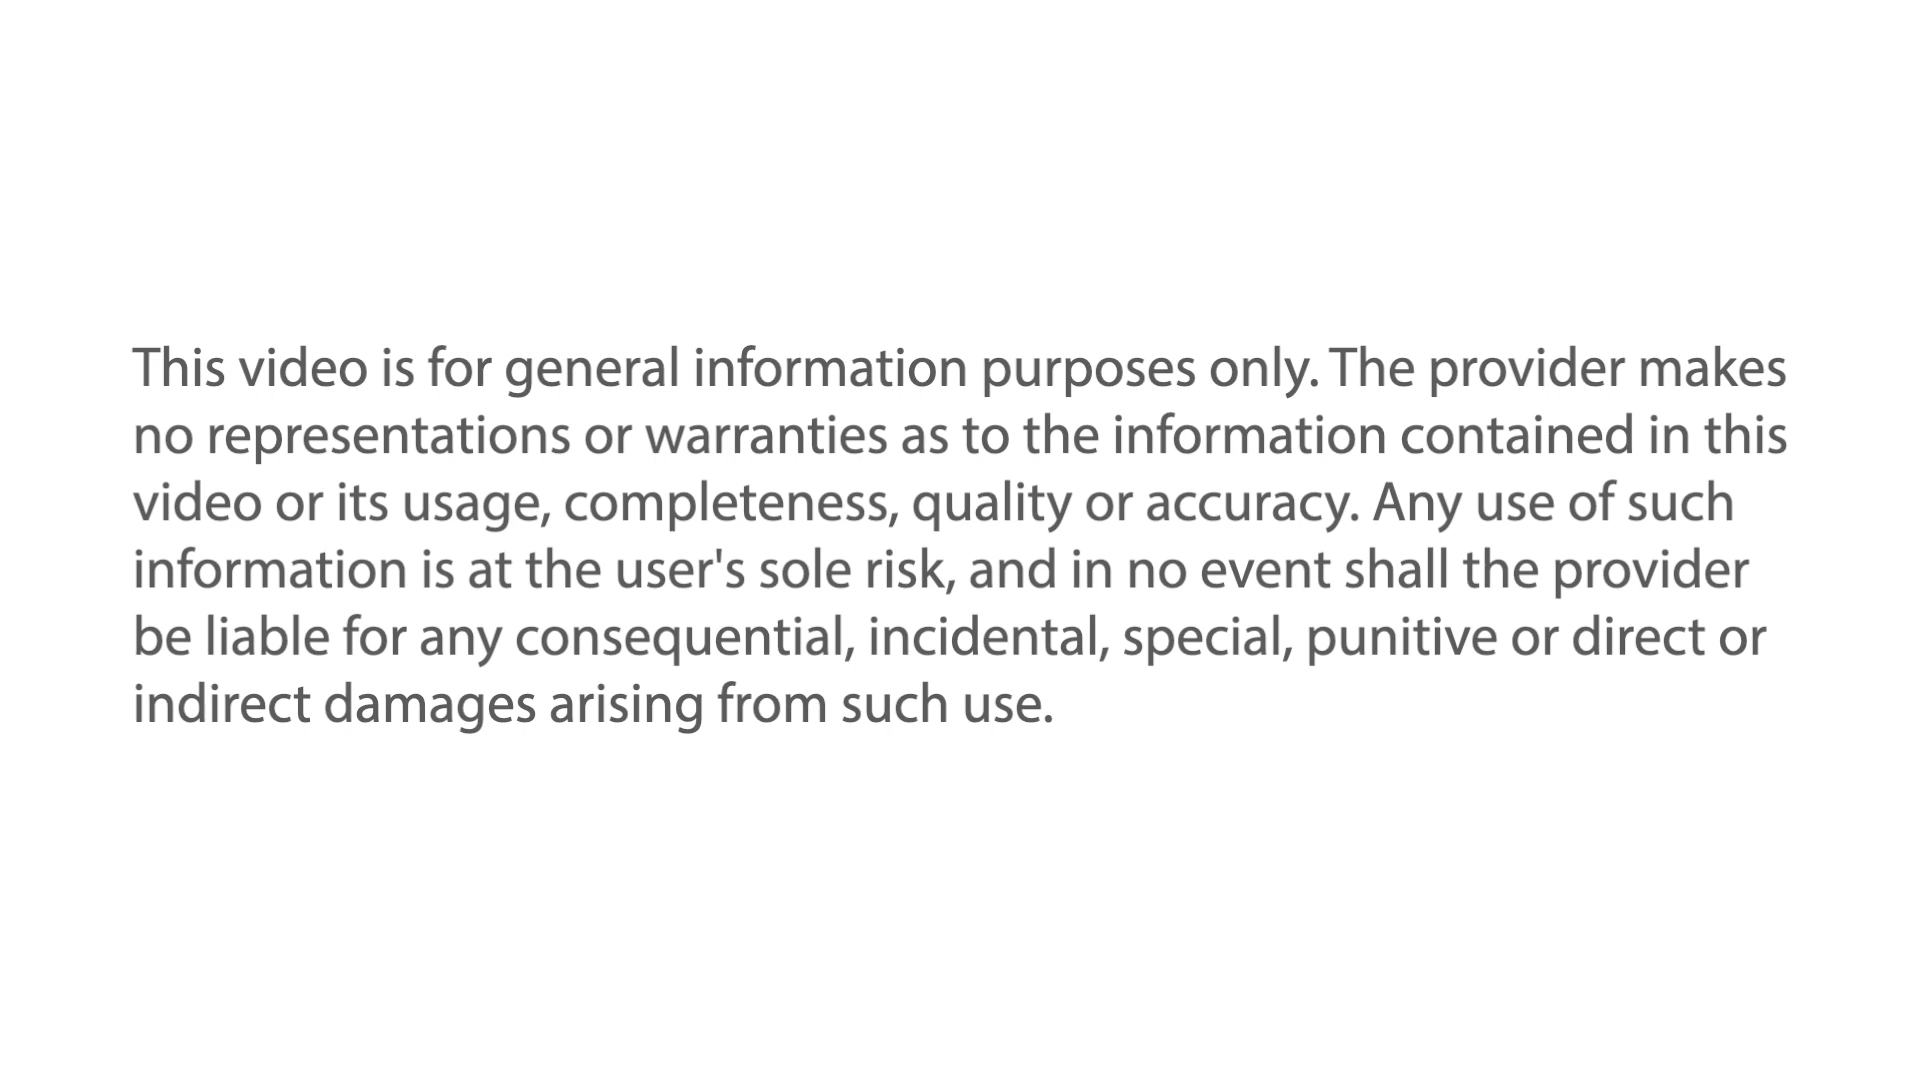 This video is for general information purposes only. The provider makes
no representations or warranties as to the information contained in this
video or its usage, completeness, quality or accuracy. Any use of such
information is at the user's sole risk, and in no event shall the provider
be liable for any consequential, incidental, special, punitive or direct or
indirect damages arising from such use.